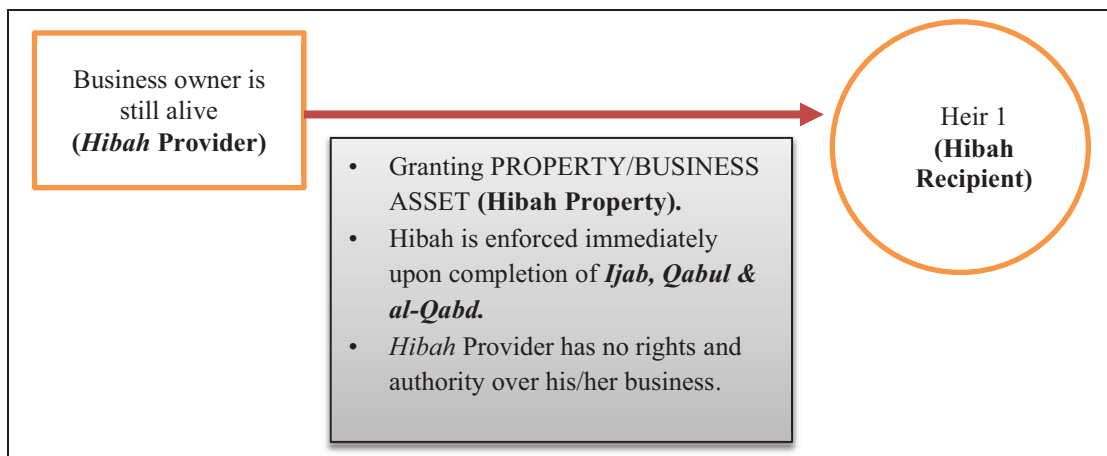 Business owner is
still alive
(Hibah Provider)
• Granting PROPERTY/BUSINESS
ASSET (Hibah Property).
• Hibah is enforced immediately
upon completion of Ijab, Qabul &
al-Qabd.
• Hibah Provider has no rights and
authority over his/her business.
Heir 1
(Hibah
Recipient)